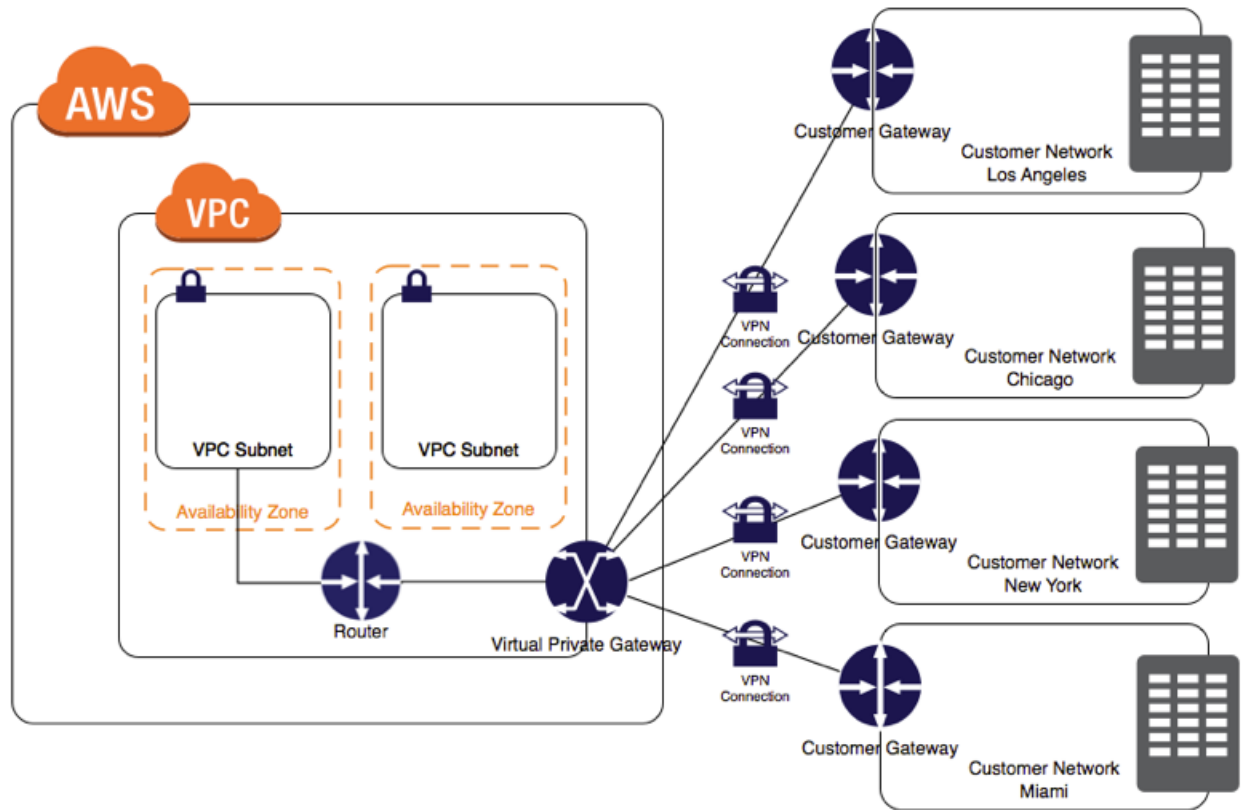 AWS
VPC
VPC Subnet
Availability Zone
VPC Subnet
Availability Zone
Router
Virtual Private Gateway
VPN
Connection
VPN
Connection
VPN
Connection
VPN
Connection
Customer Gateway
Customer Network
Los Angeles
Customer Gateway
Customer Network
Chicago
Customer Gateway
Customer Network
New York
Customer Gateway
Customer Network
Miami